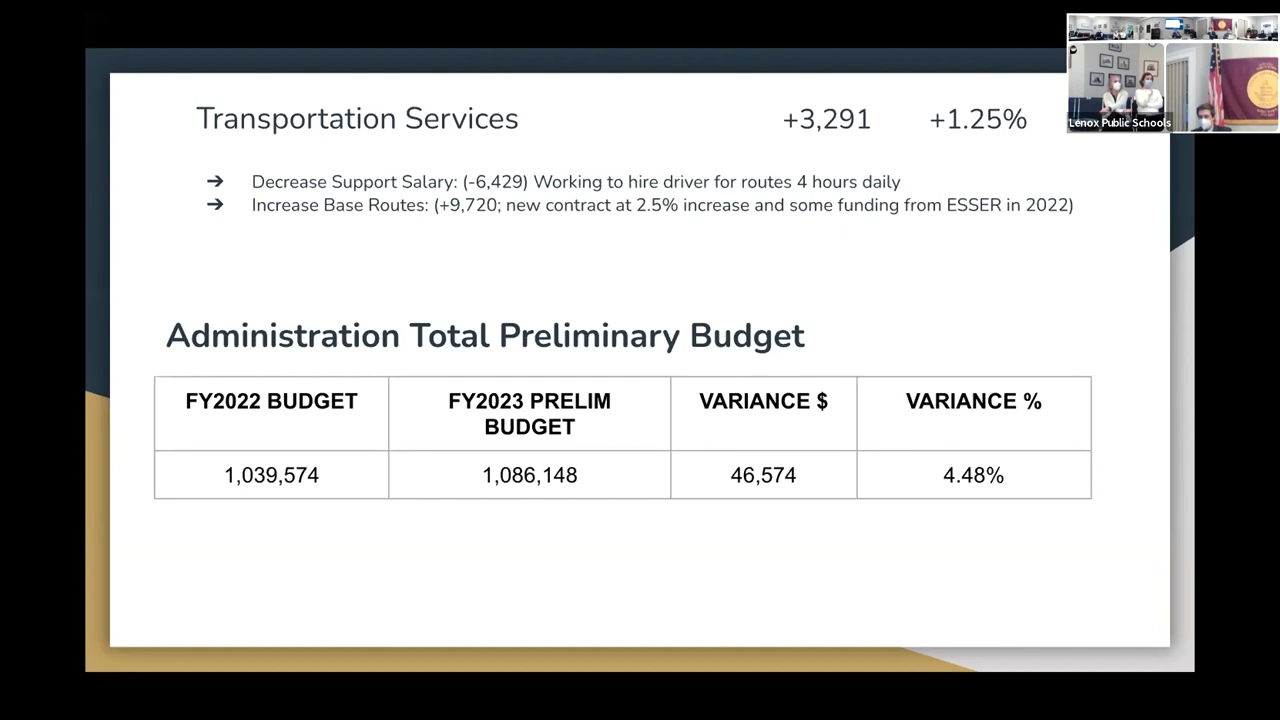 Transportation Services +3,291 +1.25%
➔ Decrease Support Salary: (-6,429) Working to hire driver for routes 4 hours daily
➔ Increase Base Routes: (+9,720; new contract at 2.5% increase and some funding from ESSER in 2022)
Administration Total Preliminary Budget
FY2022 BUDGET FY2023 PRELIM BUDGET VARIANCE $ VARIANCE %
1,039,574 1,086,148 46,574 4.48%
Lenox Public Schools